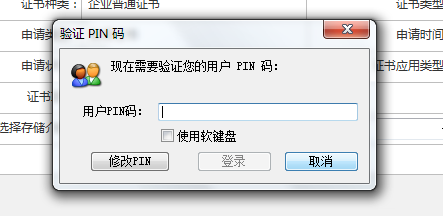 证书种类： 企业普通证书 证书类型
申请类
申请时间
申请状
证书应用类型
证书
选择存储介
验证 PIN 码
现在需要验证您的用户 PIN 码：
用户PIN码：
使用软键盘
修改PIN 登录 取消